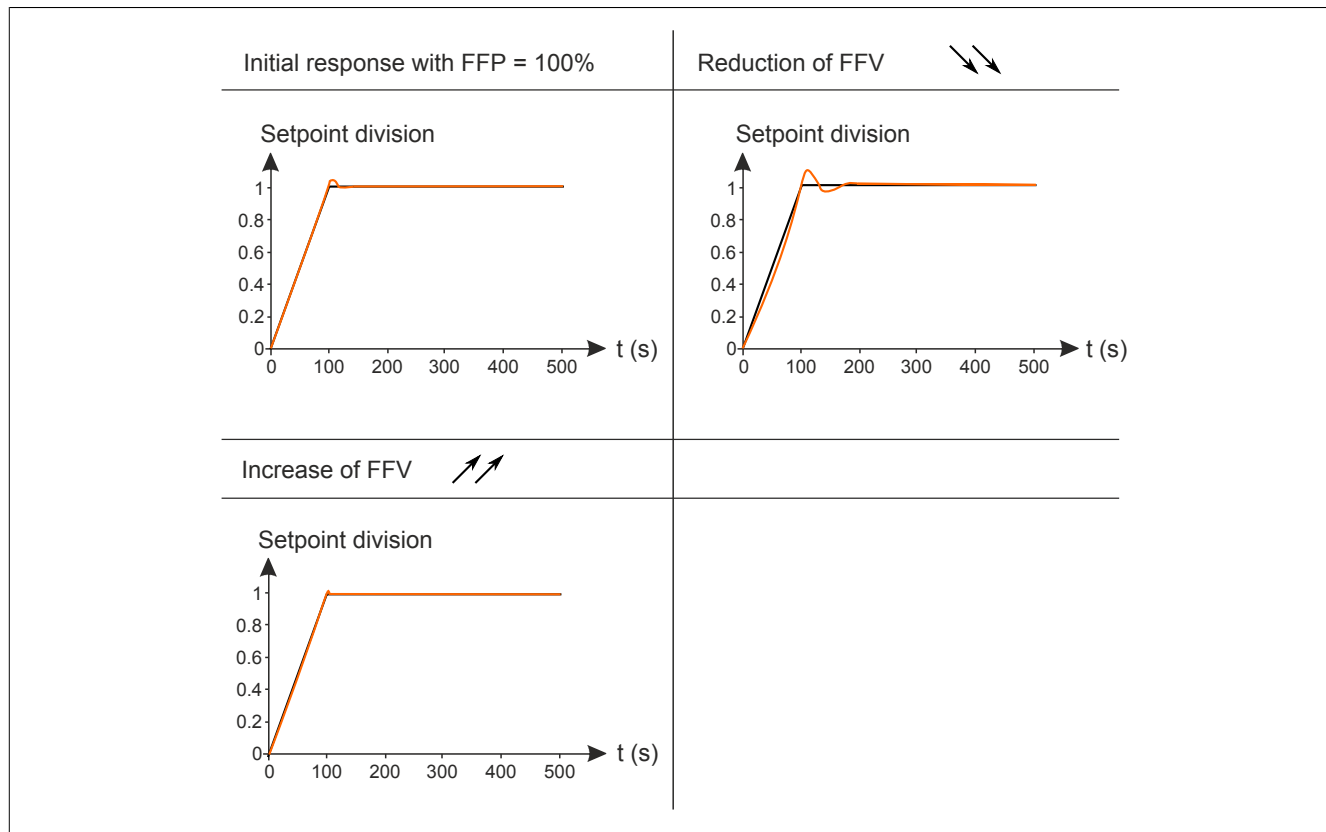 Initial response with FFP = 100%
Reduction of FFV
Setpoint division
1
0.8
0.6
0.4
0.2
0
0 100 200 300 400 500
t (s)
Setpoint division
1
0.8
0.6
0.4
0.2
0
0 100 200 300 400 500
t (s)
Increase of FFV
Setpoint division
1
0.8
0.6
0.4
0.2
0
0 100 200 300 400 500
t (s)